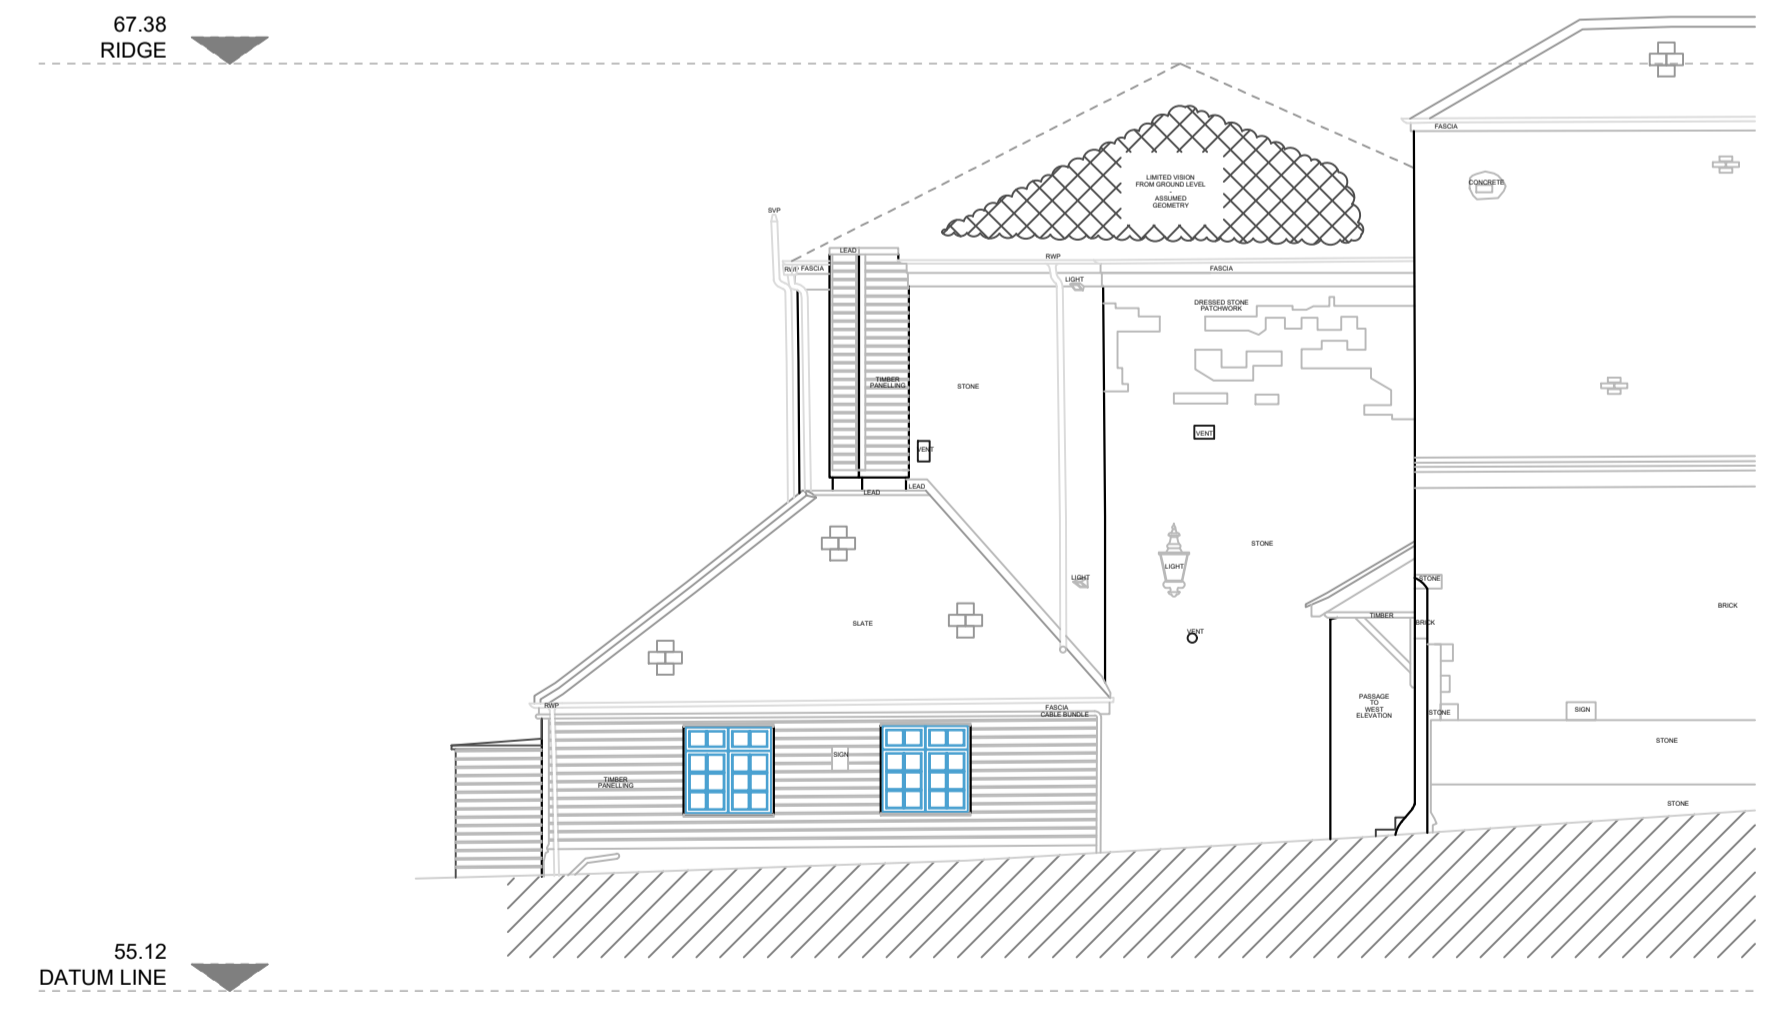 67.38
RIDGE
FASCIA
CONCRETE
LIMITED VISION
FROM GROUND LEVEL
-
ASSUMED
GEOMETRY
SVP
LEAD
RWP
RWP
FASCIA
FASCIA
LIGHT
DRESSED STONE
PATCHWORK
TIMBER
PANELLING
STONE
VENT
VENT
LEAD
LEAD
STONE
LIGHT
LIGHT
STONE
SLATE
TIMBER
BRICK
BRICK
VENT
RWP
FASCIA
CABLE BUNDLE
PASSAGE
TO
WEST
ELEVATION
STONE
SIGN
STONE
SIGN
TIMBER
PANELLING
STONE
55.12
DATUM LINE